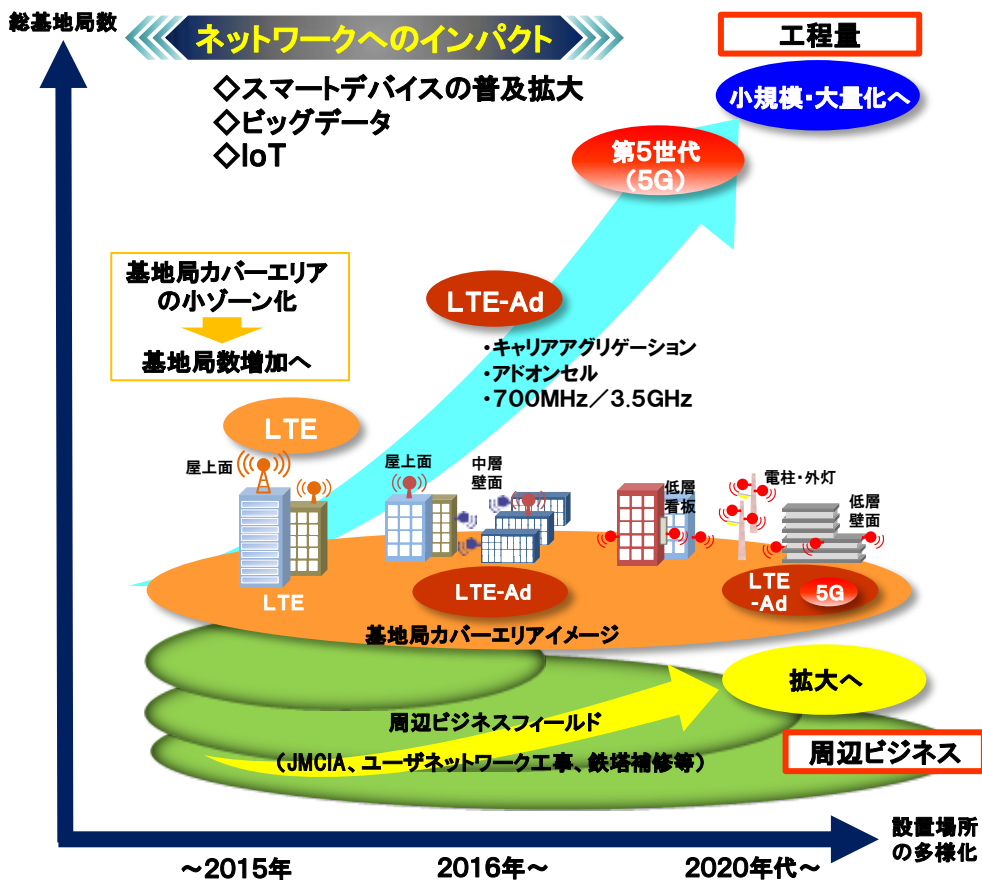 総基地局数
ネットワークへのインパクト
◇スマートデバイスの普及拡大
◇ビッグデータ
◇IoT
工程量
小規模・大量化へ
第5世代
(5G)
基地局カバーエリア
の小ゾーン化
基地局数増加へ
LTE-Ad
・キャリアアグリゲーション
・アドオンセル
・700MHz/3.5GHz
LTE
屋上面
屋上面
中層
壁面
低層
看板
電柱・外灯
低層
壁面
LTE
LTE-Ad
LTE
-Ad
5G
基地局カバーエリアイメージ
拡大へ
周辺ビジネスフィールド
(JMCIA、ユーザネットワーク工事、鉄塔補修等)
周辺ビジネス
設置場所
の多様化
～2015年
2016年～
2020年代～